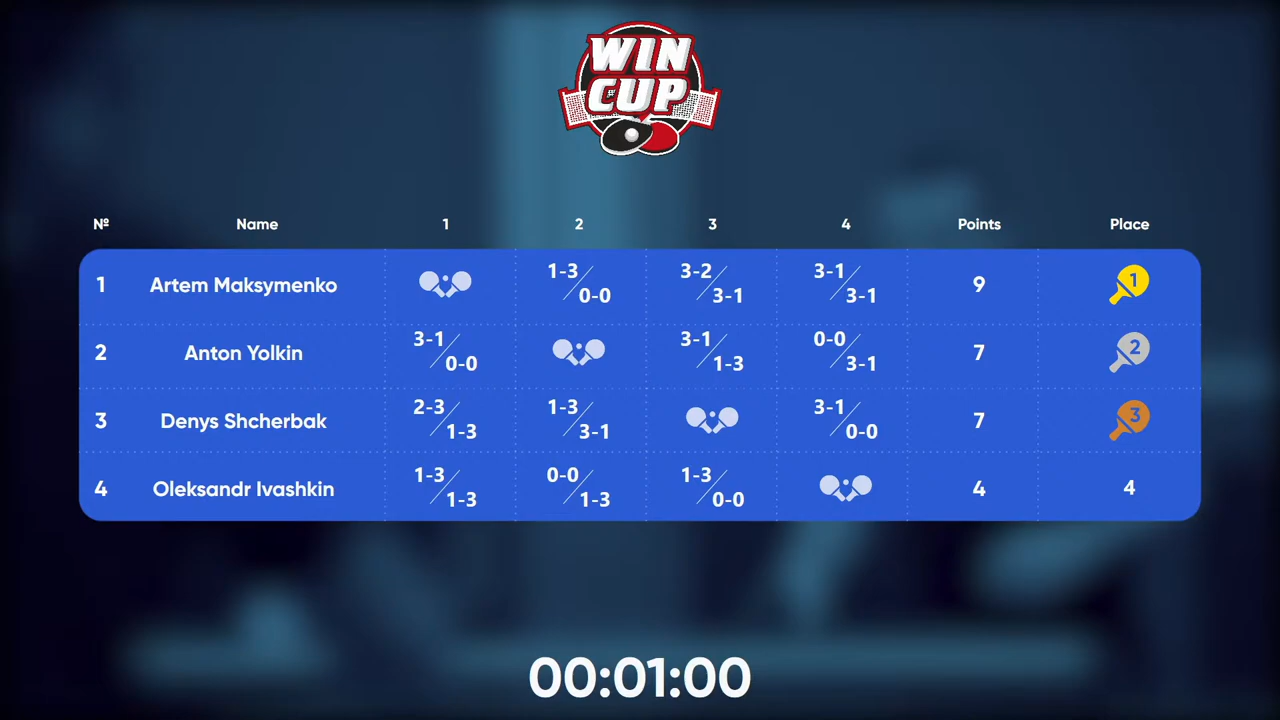 WIN
CUP
№ Name 1 2 3 4 Points Place
1 Artem Maksymenko 1-3/0-0 3-2/3-1 3-1/3-1 9 1
2 Anton Yolkin 3-1/0-0 3-1/1-3 0-0/3-1 7 2
3 Denys Shcherbak 2-3/1-3 1-3/3-1 3-1/0-0 7 3
4 Oleksandr Ivashkin 1-3/1-3 0-0/1-3 1-3/0-0 4 4
00:01:00